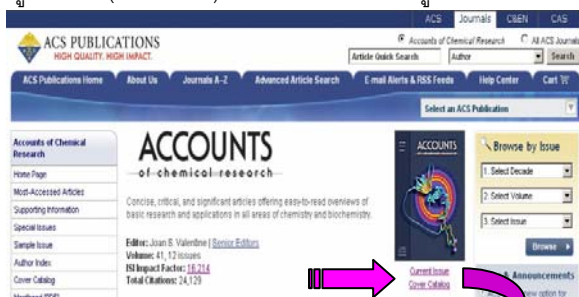 ACS Journals C&EN CAS
ACS PUBLICATIONS
HIGH QUALITY. HIGH IMPACT.
Accounts of Chemical Research All ACS Journals
Article Quick Search Author Search
ACS Publications Home About Us Journals A-Z Advanced Article Search E-mail Alerts & RSS Feeds Help Center Cart
Select an ACS Publication
Accounts of Chemical
Research
Home Page
Most-Accessed Articles
Supporting Information
Special Issues
Sample Issue
Author Index
Cover Catalog
ACCOUNTS
of chemical research
Concise, critical, and significant articles offering easy-to-read overviews of
basic research and applications in all areas of chemistry and biochemistry.
Editor: Joan S. Valentine | Senior Editors
Volume: 41, 12 issues
ISI Impact Factor: 16.214
Total Citations: 24,129
ACCOUNTS
Current Issue
Cover Catalog
Browse by Issue
1. Select Decade
2. Select Volume
3. Select Issue
Browse
& Announcements
new option for